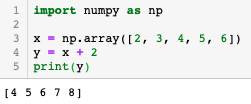 1 import numpy as np
2
3 x = np.array([2, 3, 4, 5, 6])
4 y = x + 2
5 print(y)
[4 5 6 7 8]